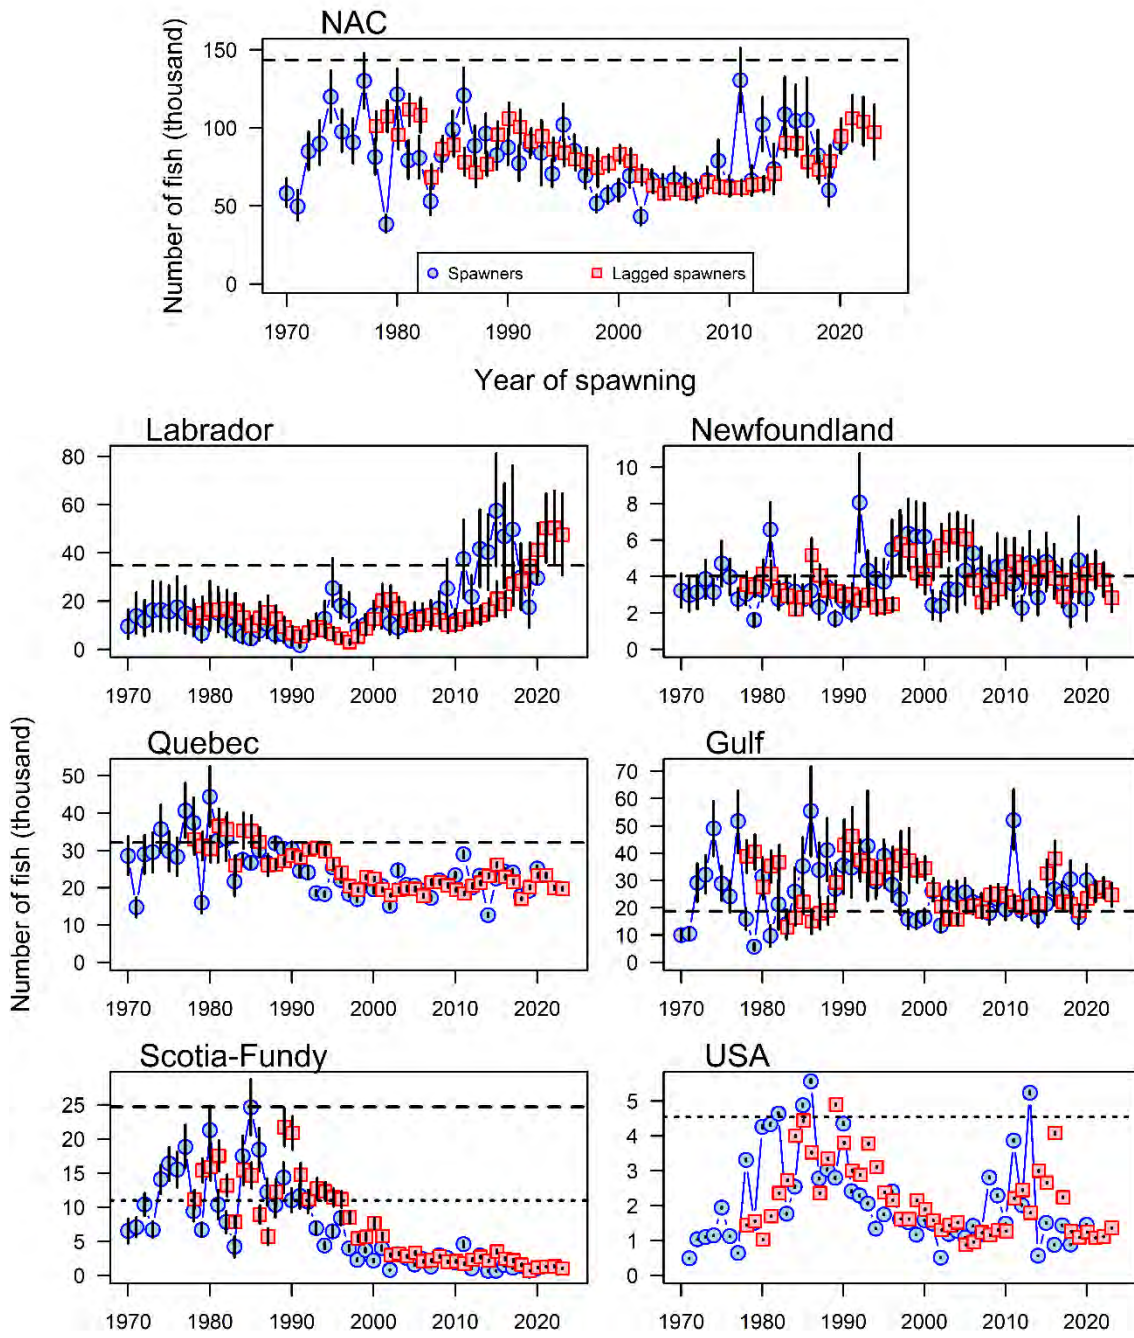 NAC
Number of fish (thousand)
150
100
50
0
Spawners
Lagged spawners
1970 1980 1990 2000 2010 2020
Year of spawning
Labrador
80
60
40
20
0
1970 1980 1990 2000 2010 2020
Newfoundland
10
8
6
4
2
0
1970 1980 1990 2000 2010 2020
Number of fish (thousand)
Quebec
50
40
30
20
10
0
1970 1980 1990 2000 2010 2020
Gulf
70
60
50
40
30
20
10
0
1970 1980 1990 2000 2010 2020
Scotia-Fundy
25
20
15
10
5
0
1970 1980 1990 2000 2010 2020
USA
5
4
3
2
1
0
1970 1980 1990 2000 2010 2020